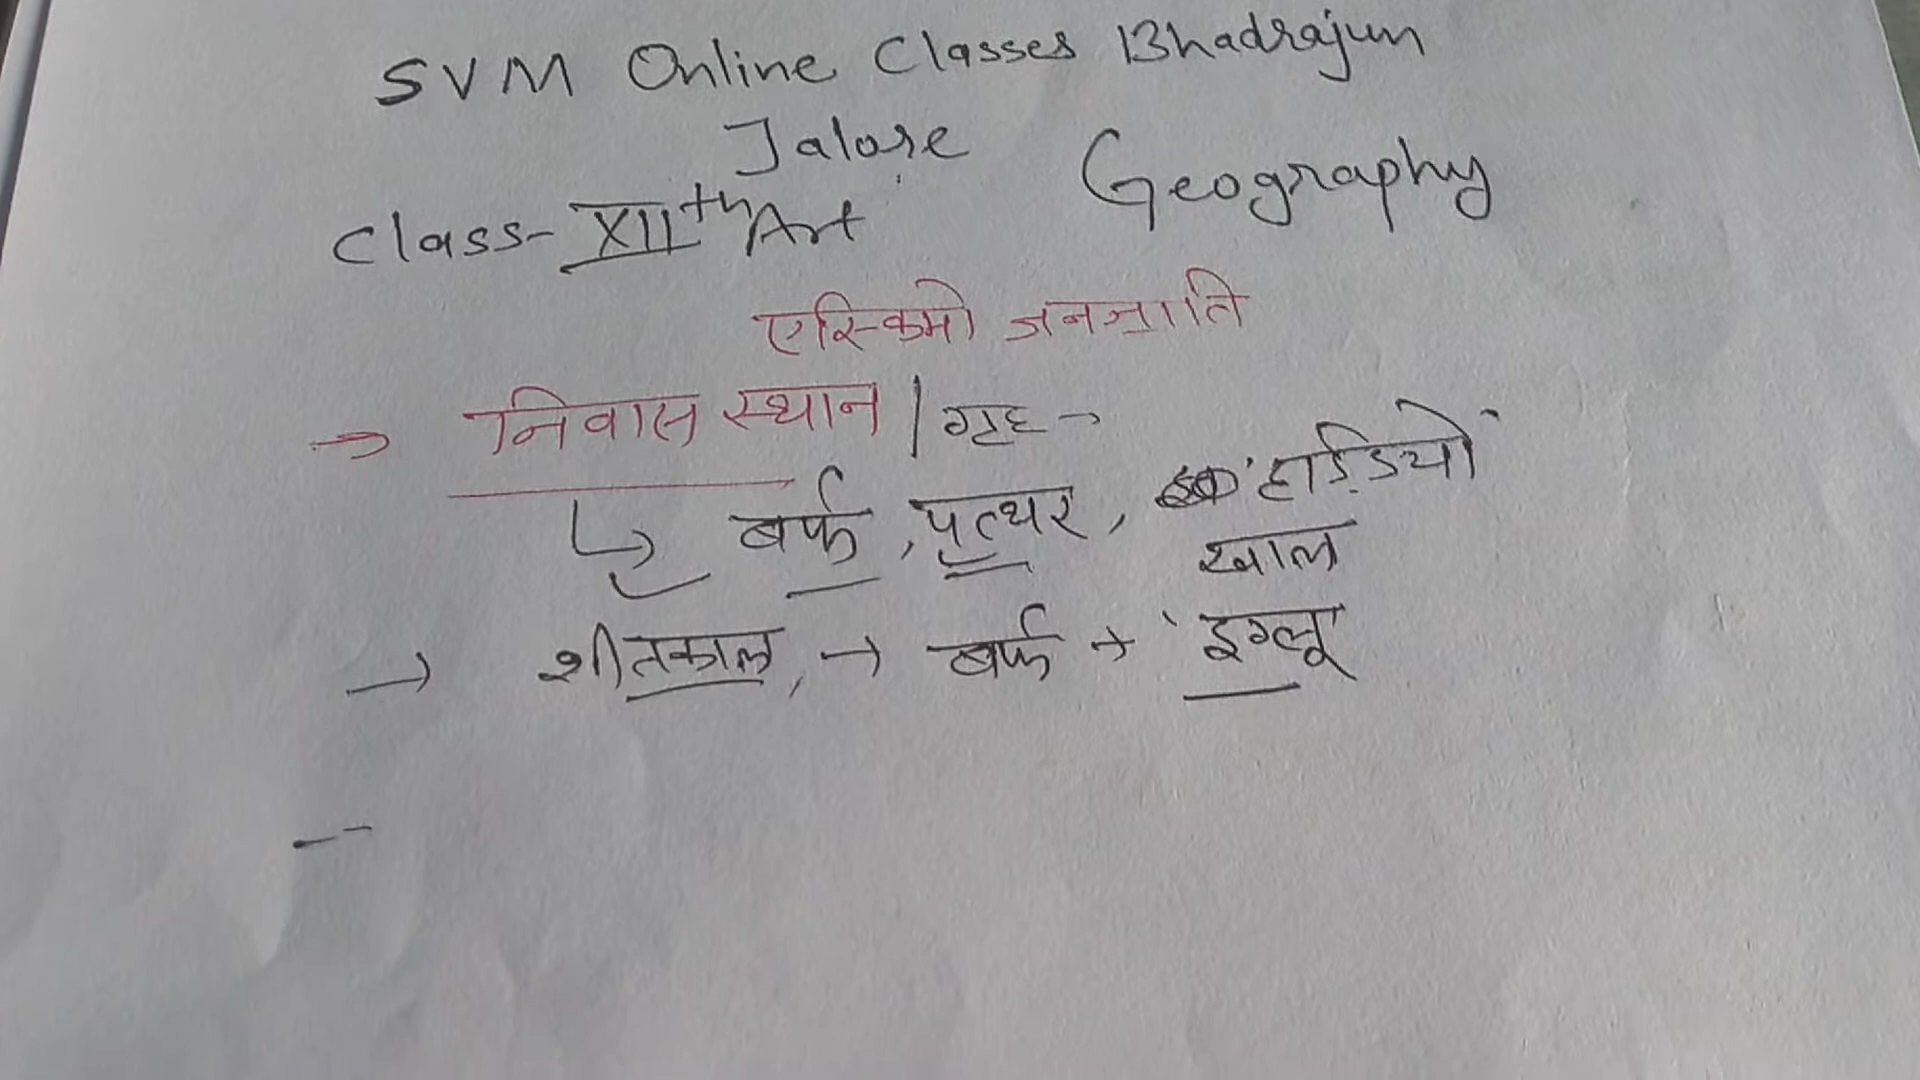 SVM Online Classes Bhadrajun
Jalore
Class- XIIth Art Geography
एस्किमो जनजाति
→ निवास स्थान | गृह →
↳ बर्फ, पत्थर, हड्डियों
खाल
→ शीतकाल, → बर्फ → 'इग्लू'